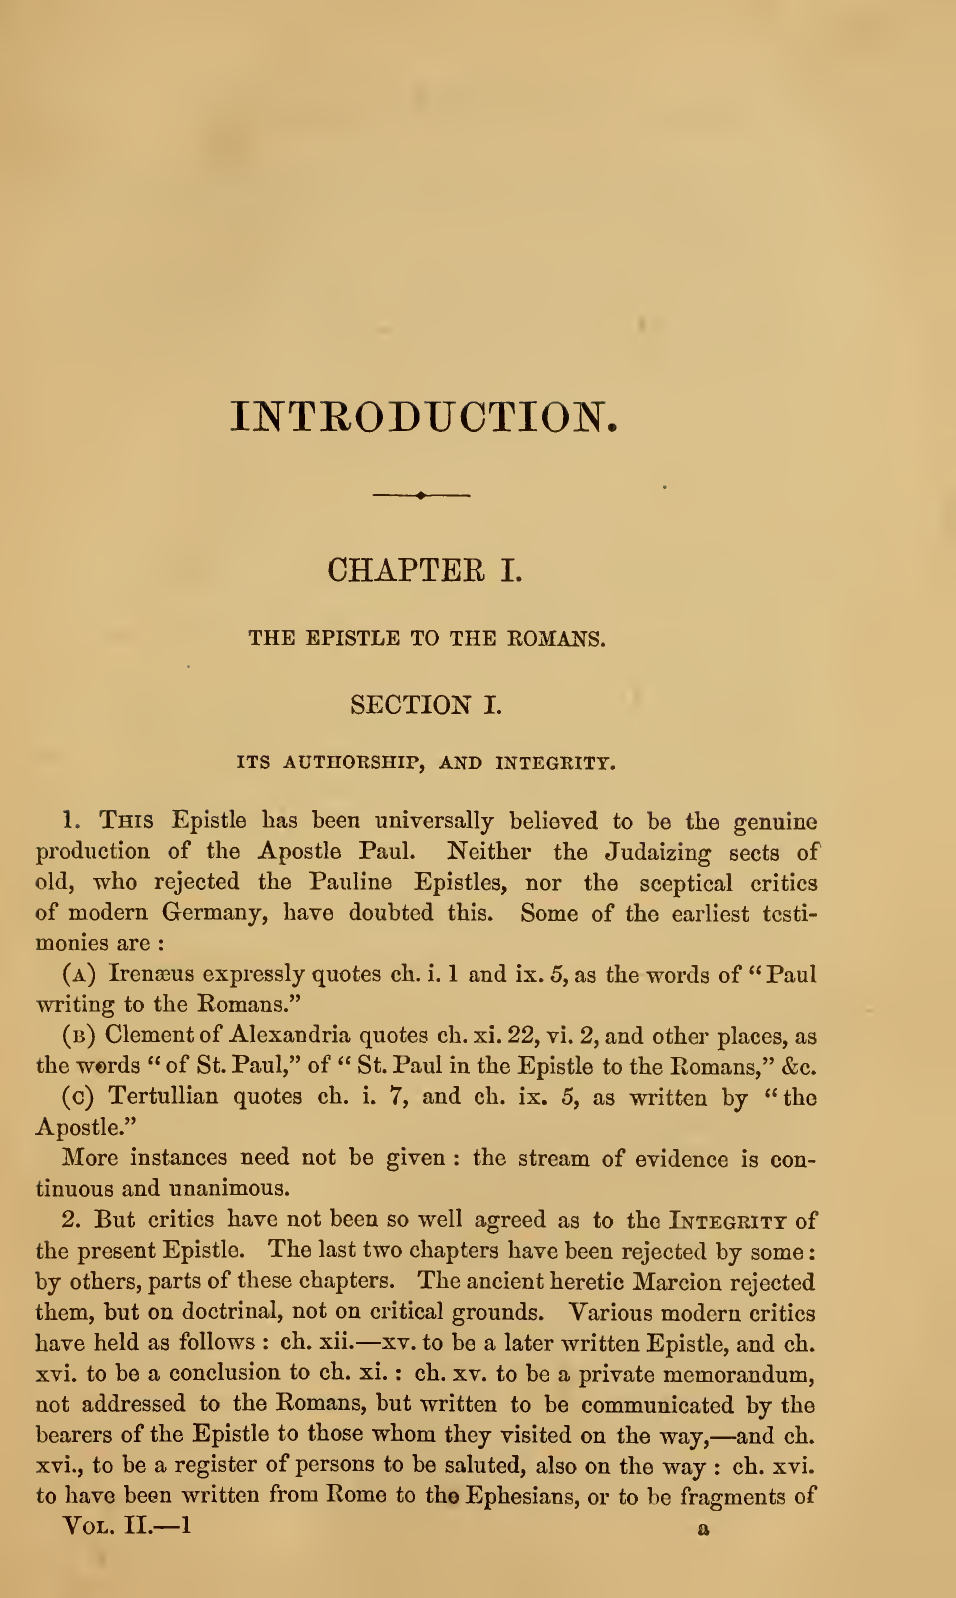 INTRODUCTION.
CHAPTER I.
THE EPISTLE TO THE ROMANS.
SECTION I.
ITS AUTHORSHIP, AND INTEGRITY.
1. THIS Epistle has been universally believed to be the genuine
production of the Apostle Paul. Neither the Judaizing sects of
old, who rejected the Pauline Epistles, nor the sceptical critics
of modern Germany, have doubted this. Some of the earliest testi-
monies are :
(A) Irenæus expressly quotes ch. i. 1 and ix. 5, as the words of “Paul
writing to the Romans.”
(B) Clement of Alexandria quotes ch. xi. 22, vi. 2, and other places, as
the words “of St. Paul,” of “St. Paul in the Epistle to the Romans,” &c.
(C) Tertullian quotes ch. i. 7, and ch. ix. 5, as written by “the
Apostle.”
More instances need not be given : the stream of evidence is con-
tinuous and unanimous.
2. But critics have not been so well agreed as to the INTEGRITY of
the present Epistle. The last two chapters have been rejected by some :
by others, parts of these chapters. The ancient heretic Marcion rejected
them, but on doctrinal, not on critical grounds. Various modern critics
have held as follows : ch. xii.—xv. to be a later written Epistle, and ch.
xvi. to be a conclusion to ch. xi. : ch. xv. to be a private memorandum,
not addressed to the Romans, but written to be communicated by the
bearers of the Epistle to those whom they visited on the way,—and ch.
xvi., to be a register of persons to be saluted, also on the way : ch. xvi.
to have been written from Rome to the Ephesians, or to be fragments of
VOL. II.—1 a